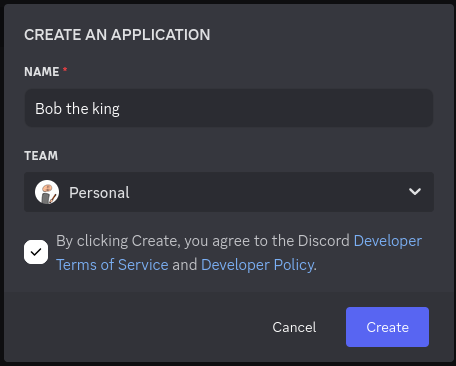 CREATE AN APPLICATION
NAME *
Bob the king
TEAM
Personal
By clicking Create, you agree to the Discord Developer
Terms of Service and Developer Policy.
Cancel
Create